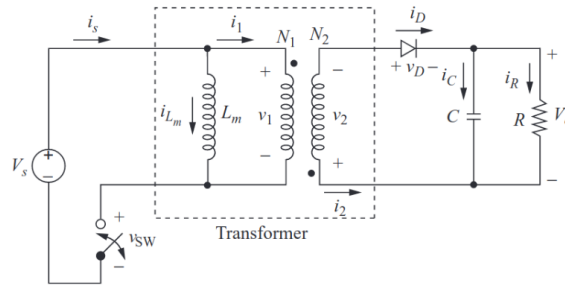 i_s
i_1
N_1
N_2
i_D
+ v_D −
i_{L_m}
L_m
+
v_1
−
−
v_2
+
i_C
C
i_R
R
+
V
−
V_s
+
−
+
v_SW
−
i_2
Transformer